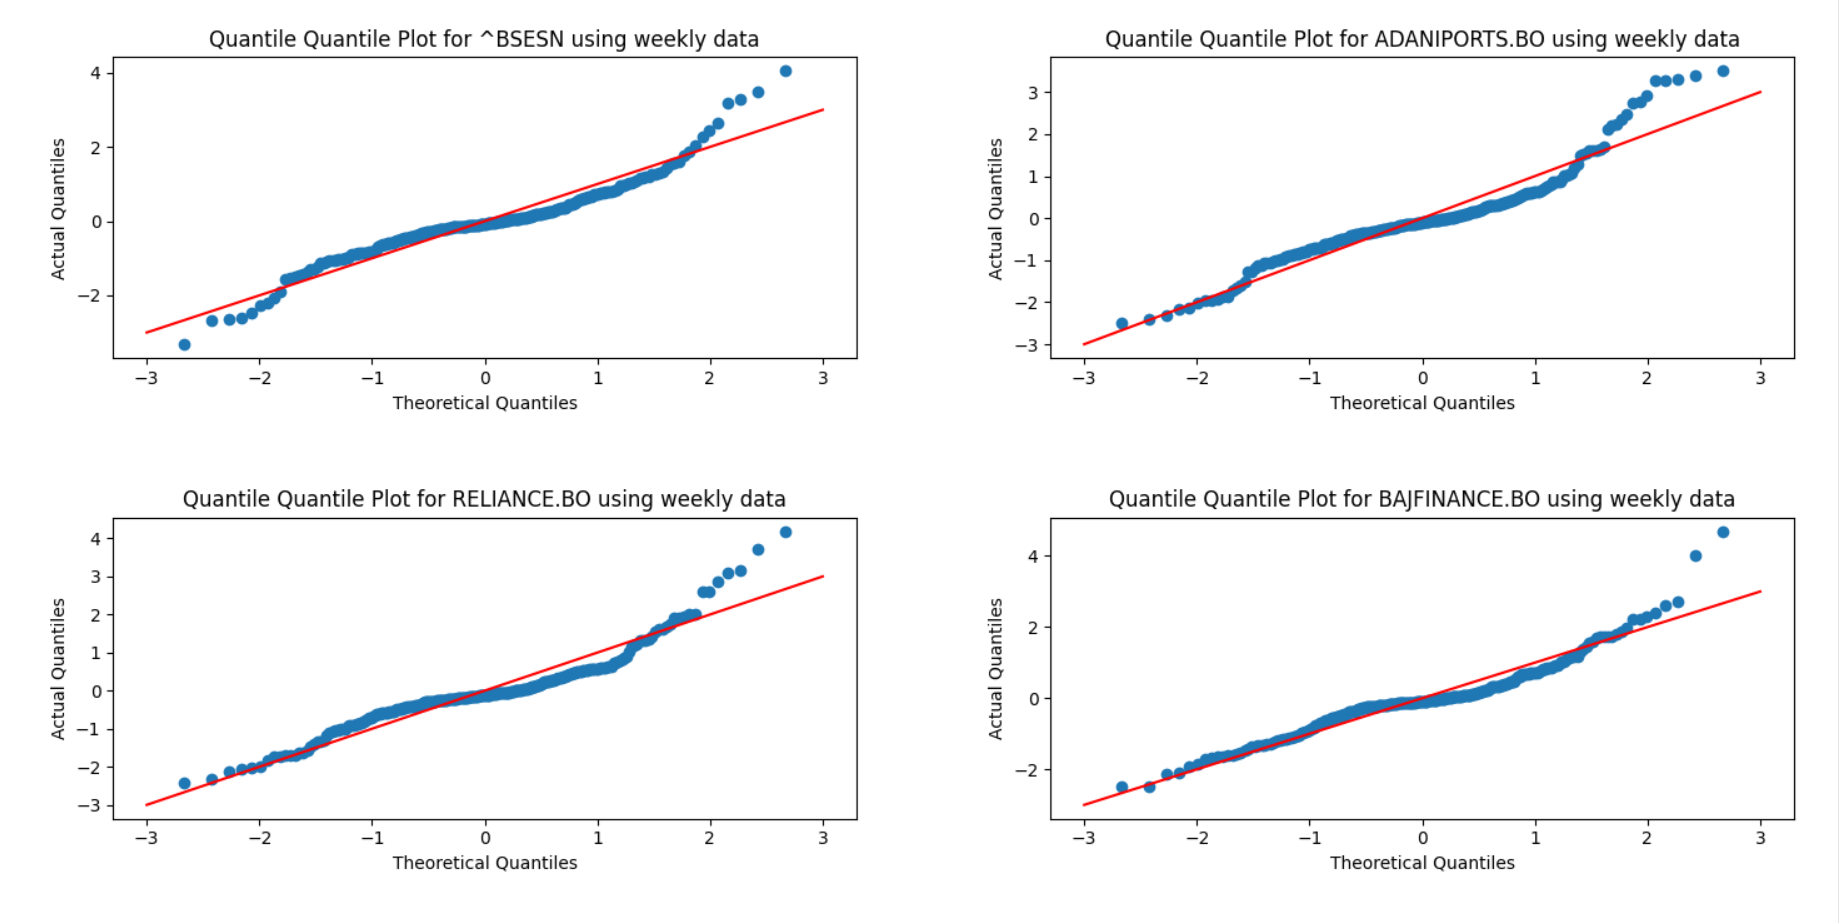 Quantile Quantile Plot for ^BSESN using weekly data
4
2
0
−2
Actual Quantiles
−3 −2 −1 0 1 2 3
Theoretical Quantiles
Quantile Quantile Plot for ADANIPORTS.BO using weekly data
3
2
1
0
−1
−2
−3
Actual Quantiles
−3 −2 −1 0 1 2 3
Theoretical Quantiles
Quantile Quantile Plot for RELIANCE.BO using weekly data
4
3
2
1
0
−1
−2
−3
Actual Quantiles
−3 −2 −1 0 1 2 3
Theoretical Quantiles
Quantile Quantile Plot for BAJFINANCE.BO using weekly data
4
2
0
−2
Actual Quantiles
−3 −2 −1 0 1 2 3
Theoretical Quantiles